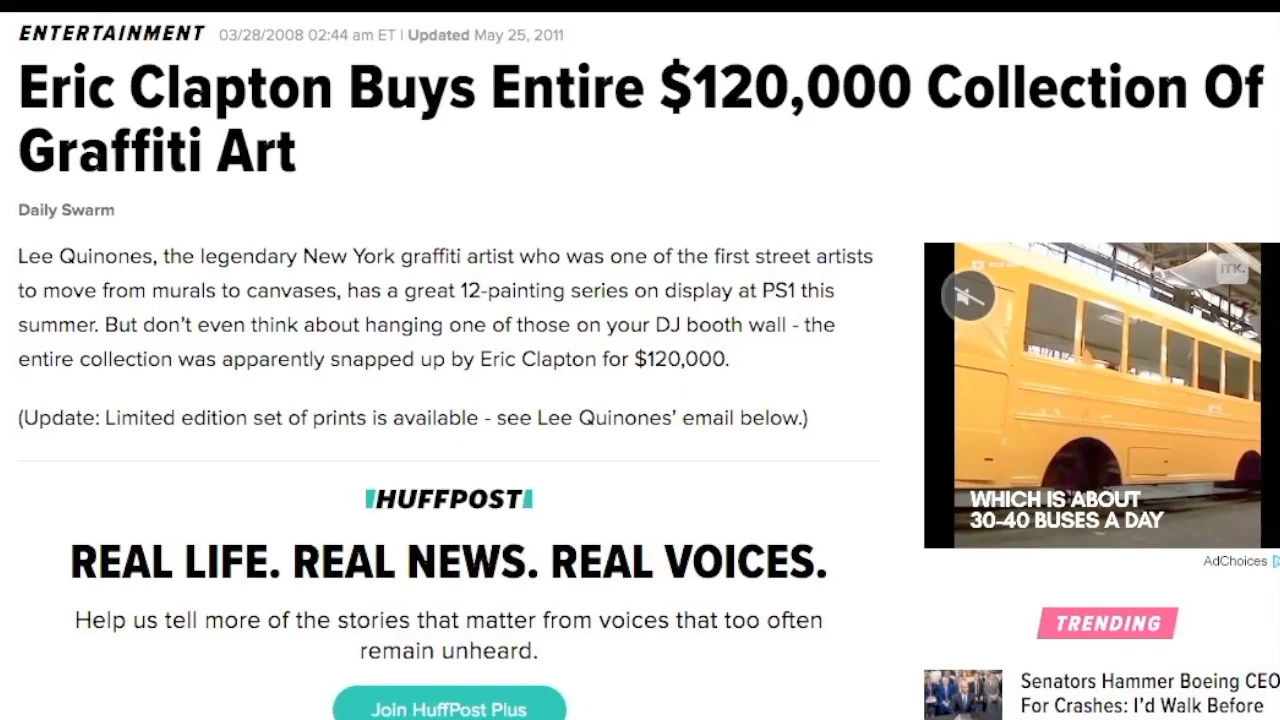 ENTERTAINMENT 03/28/2008 02:44 am ET | Updated May 25, 2011
Eric Clapton Buys Entire $120,000 Collection Of
Graffiti Art
Daily Swarm
Lee Quinones, the legendary New York graffiti artist who was one of the first street artists
to move from murals to canvases, has a great 12-painting series on display at PS1 this
summer. But don't even think about hanging one of those on your DJ booth wall - the
entire collection was apparently snapped up by Eric Clapton for $120,000.
(Update: Limited edition set of prints is available - see Lee Quinones' email below.)
HUFFPOST
REAL LIFE. REAL NEWS. REAL VOICES.
Help us tell more of the stories that matter from voices that too often
remain unheard.
Join HuffPost Plus
ITK.
WHICH IS ABOUT
30-40 BUSES A DAY
AdChoices
TRENDING
Senators Hammer Boeing CEO
For Crashes: I'd Walk Before